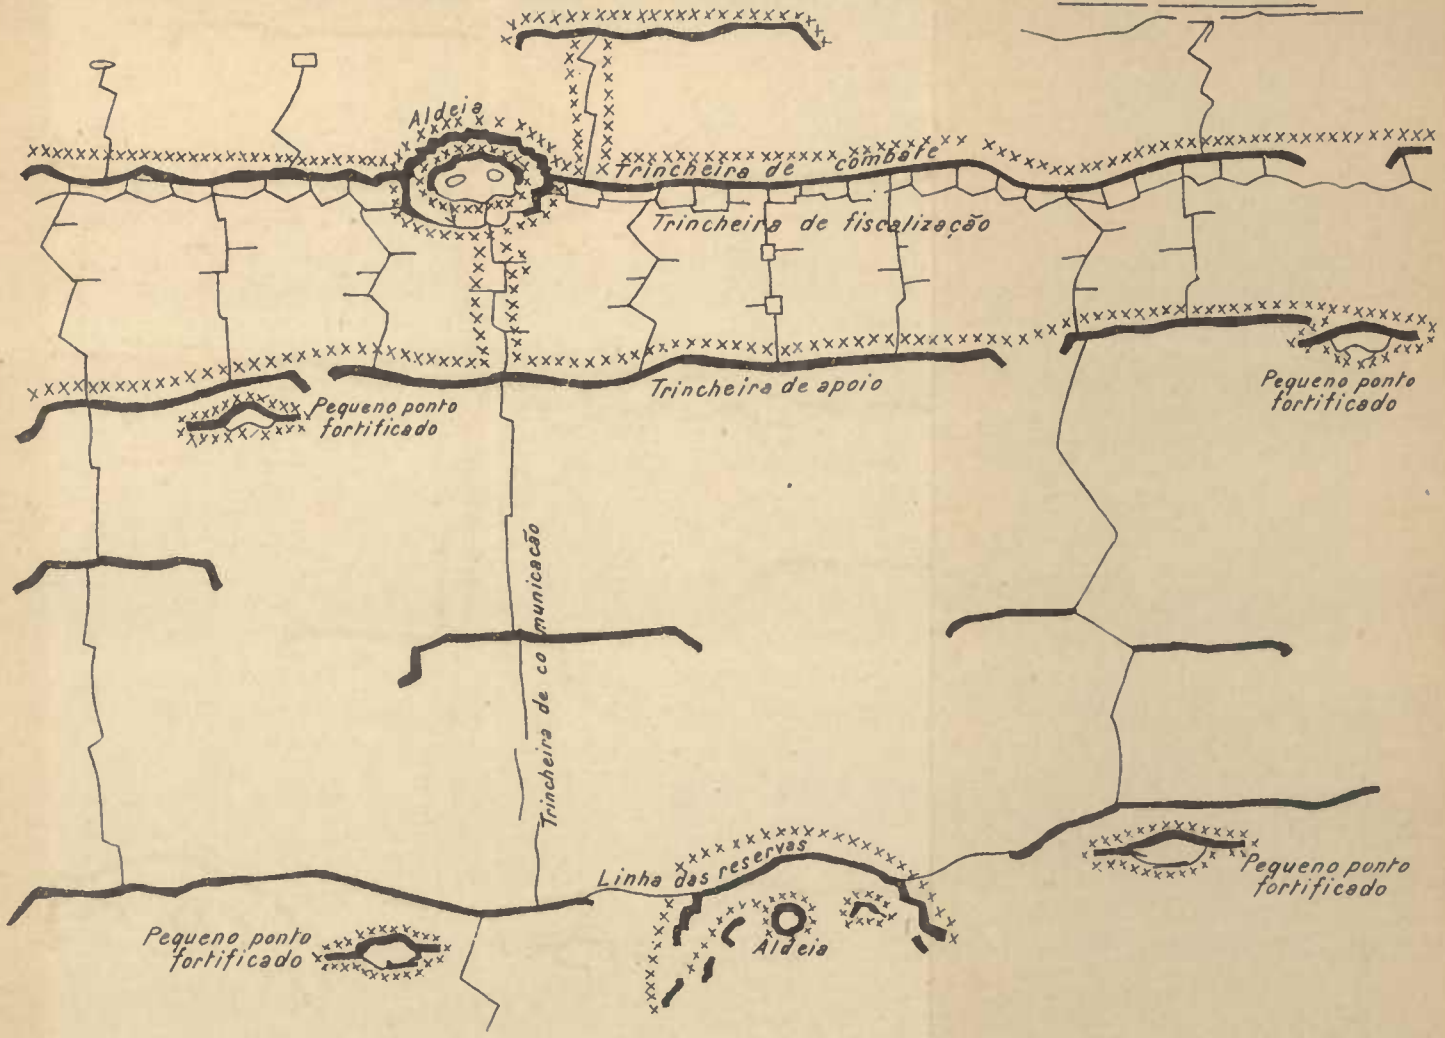 Aldeia
Trincheira de combate
Trincheira de fiscalização
Trincheira de apoio
Pequeno ponto
fortificado
Pequeno ponto
fortificado
Trincheira de comunicação
Linha das reservas
Pequeno ponto
fortificado
Pequeno ponto
fortificado
Aldeia